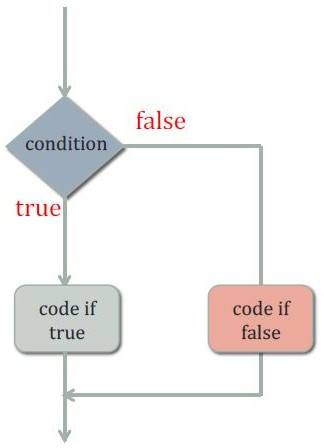 condition
false
true
code if
true
code if
false